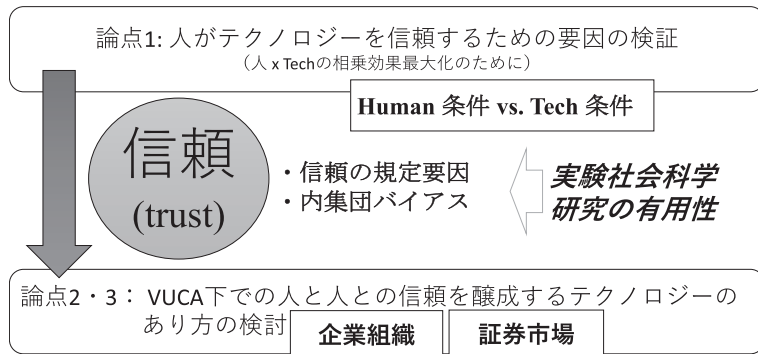 論点1: 人がテクノロジーを信頼するための要因の検証
（人 x Techの相乗効果最大化のために）
Human 条件 vs. Tech 条件
信頼
(trust)
・信頼の規定要因
・内集団バイアス
実験社会科学
研究の有用性
論点2・3： VUCA下での人と人との信頼を醸成するテクノロジーの
あり方の検討
企業組織
証券市場